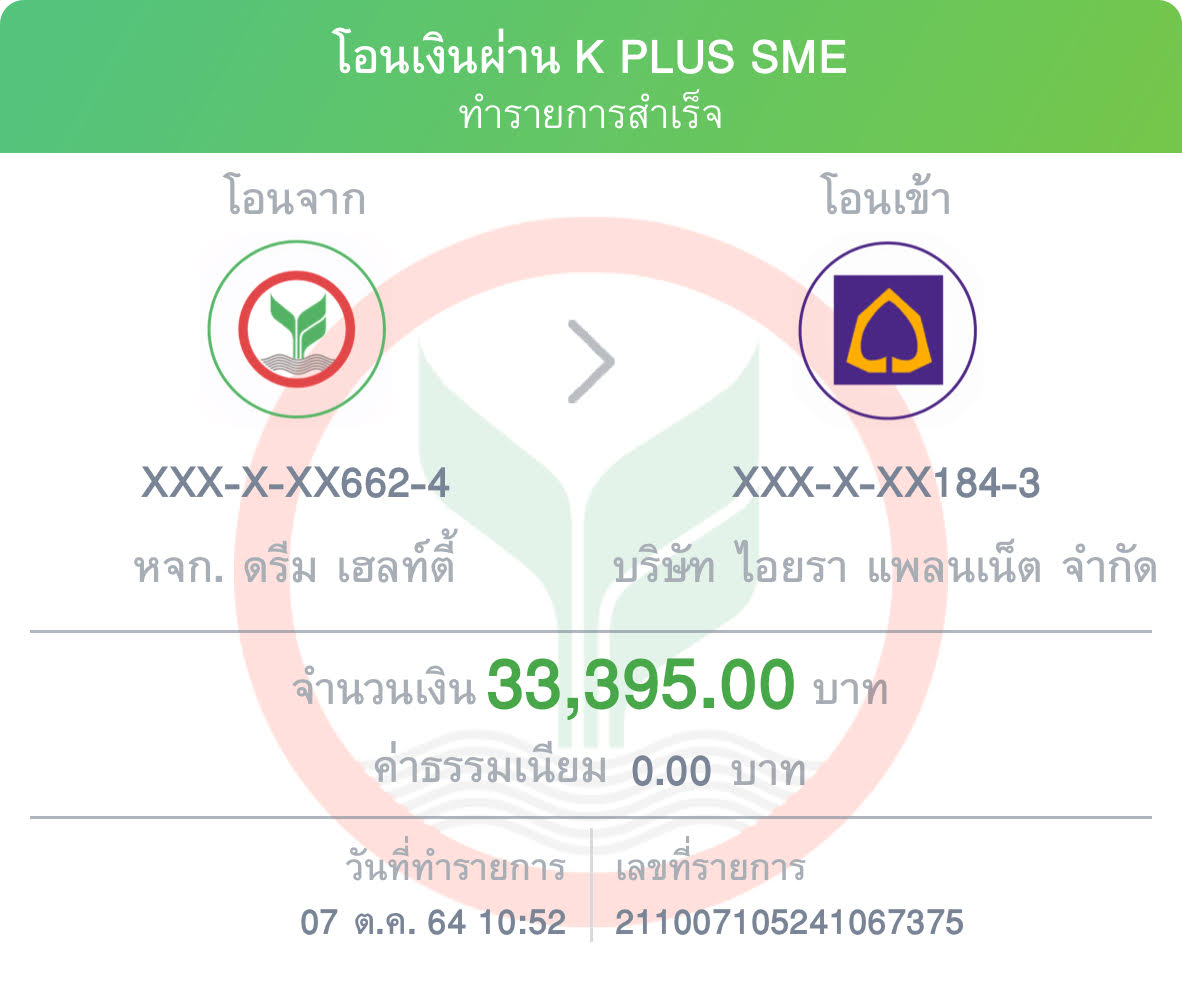 โอนเงินผ่าน K PLUS SME
ทำรายการสำเร็จ
โอนจาก
โอนเข้า
XXX-X-XX662-4
XXX-X-XX184-3
หจก. ดรีม เฮลท์ตี้
บริษัท ไอยรา แพลนเน็ต จำกัด
จำนวนเงิน 33,395.00 บาท
ค่าธรรมเนียม 0.00 บาท
วันที่ทำรายการ
เลขที่รายการ
07 ต.ค. 64 10:52
211007105241067375